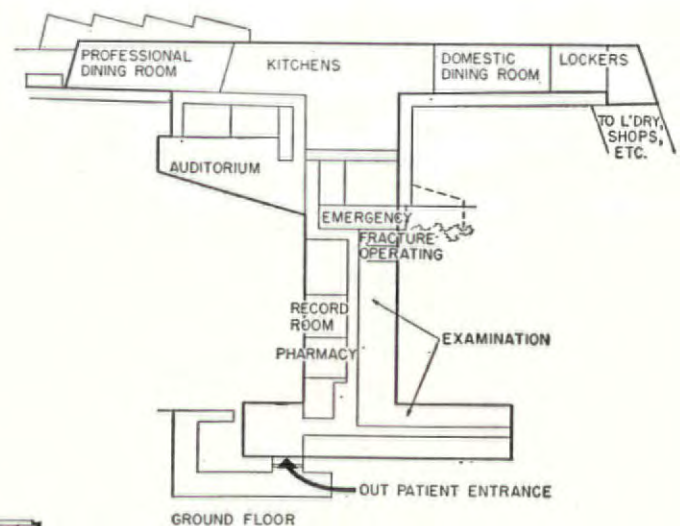 PROFESSIONAL
DINING ROOM
KITCHENS
DOMESTIC
DINING ROOM
LOCKERS
TO L'DRY,
SHOPS,
ETC.
AUDITORIUM
EMERGENCY
FRACTURE
OPERATING
RECORD
ROOM
PHARMACY
EXAMINATION
OUT PATIENT ENTRANCE
GROUND FLOOR